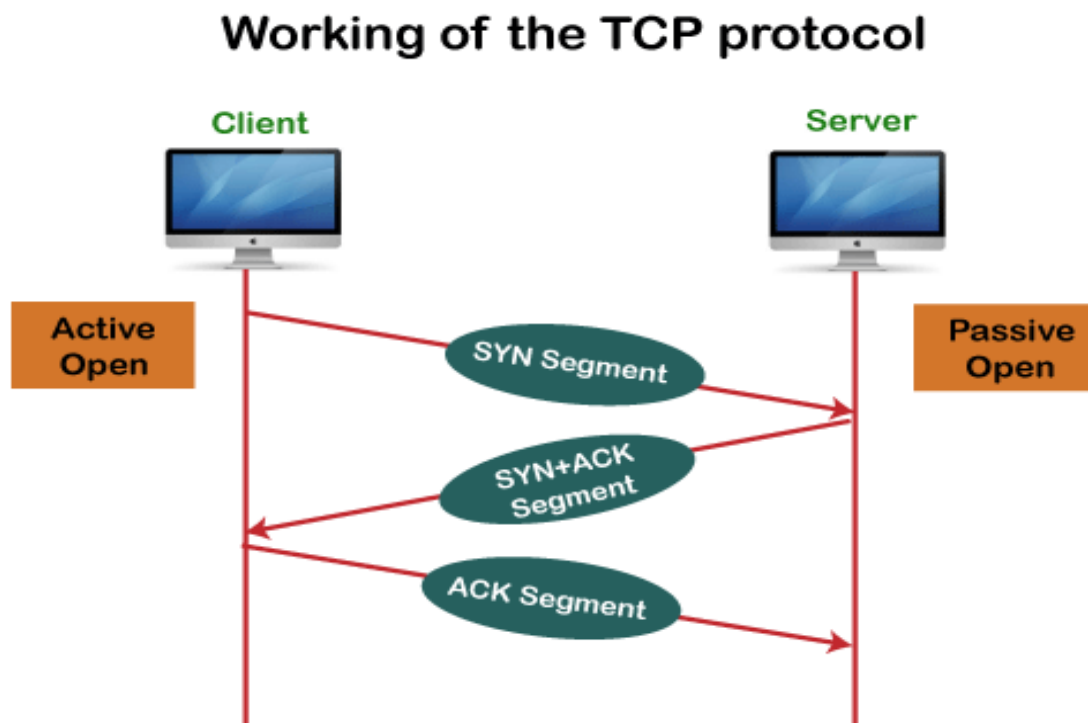 Working of the TCP protocol
Client
Server
Active
Open
Passive
Open
SYN Segment
SYN+ACK
Segment
ACK Segment